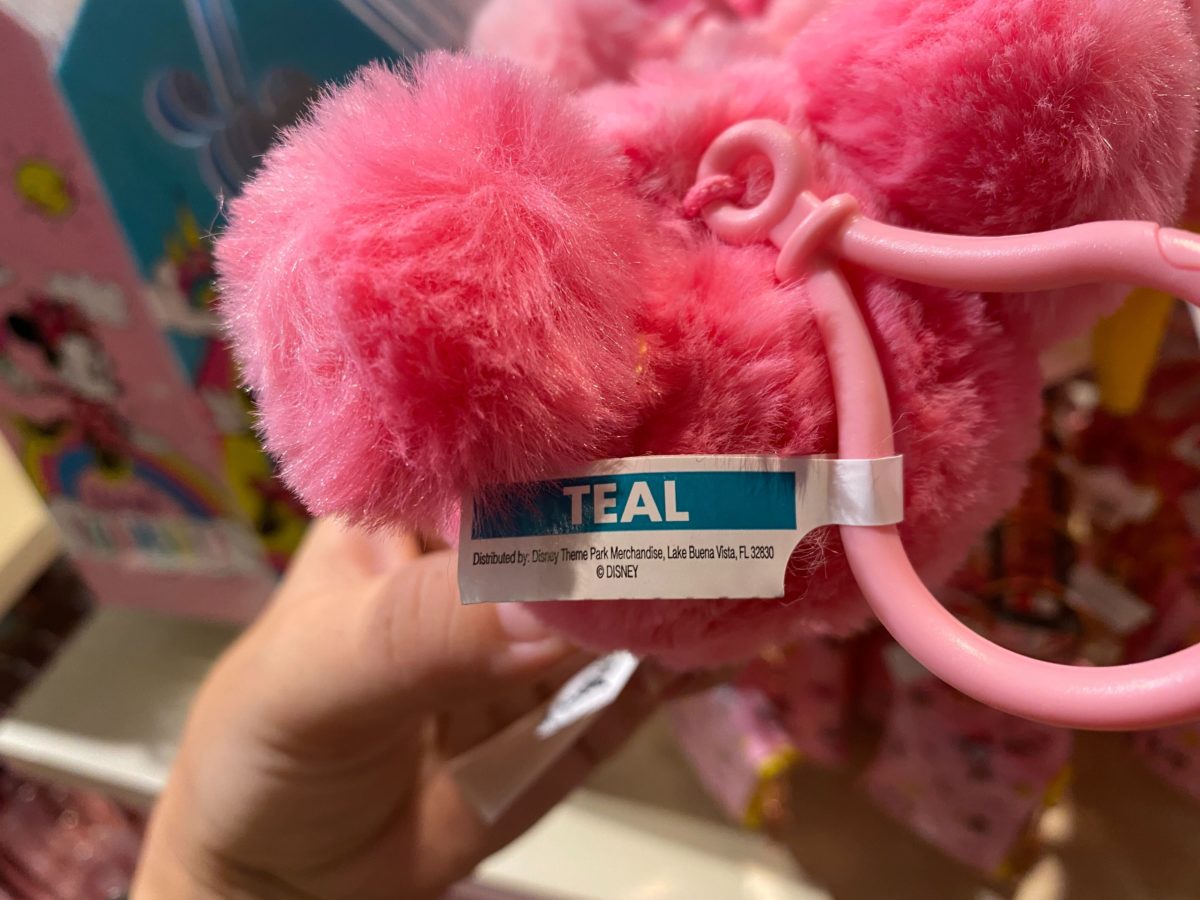 TEAL
Distributed by: Disney Theme Park Merchandise, Lake Buena Vista, FL 32830
© DISNEY